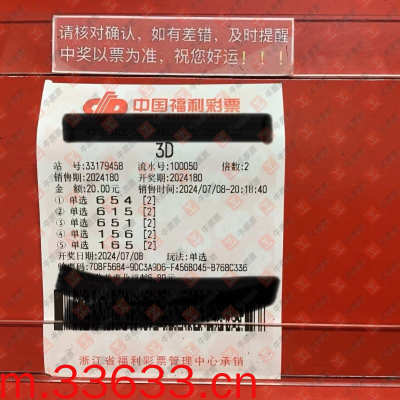 请核对确认，如有差错，及时提醒
中奖以票为准，祝您好运！！！
中国福利彩票
3D
站 号:33179458 流水号:100050 倍数:2
销售期:2024180 开奖期:2024180
金 额:20.00元 销售时间:2024/07/08-20:18:40
① 单选 6 5 4 [2]
② 单选 6 1 5 [2]
③ 单选 6 5 1 [2]
④ 单选 1 5 6 [2]
⑤ 单选 1 6 5 [2]
开奖日期:2024/07/08 玩法:单选
浙江省福利彩票管理中心承销
m.33633.cn